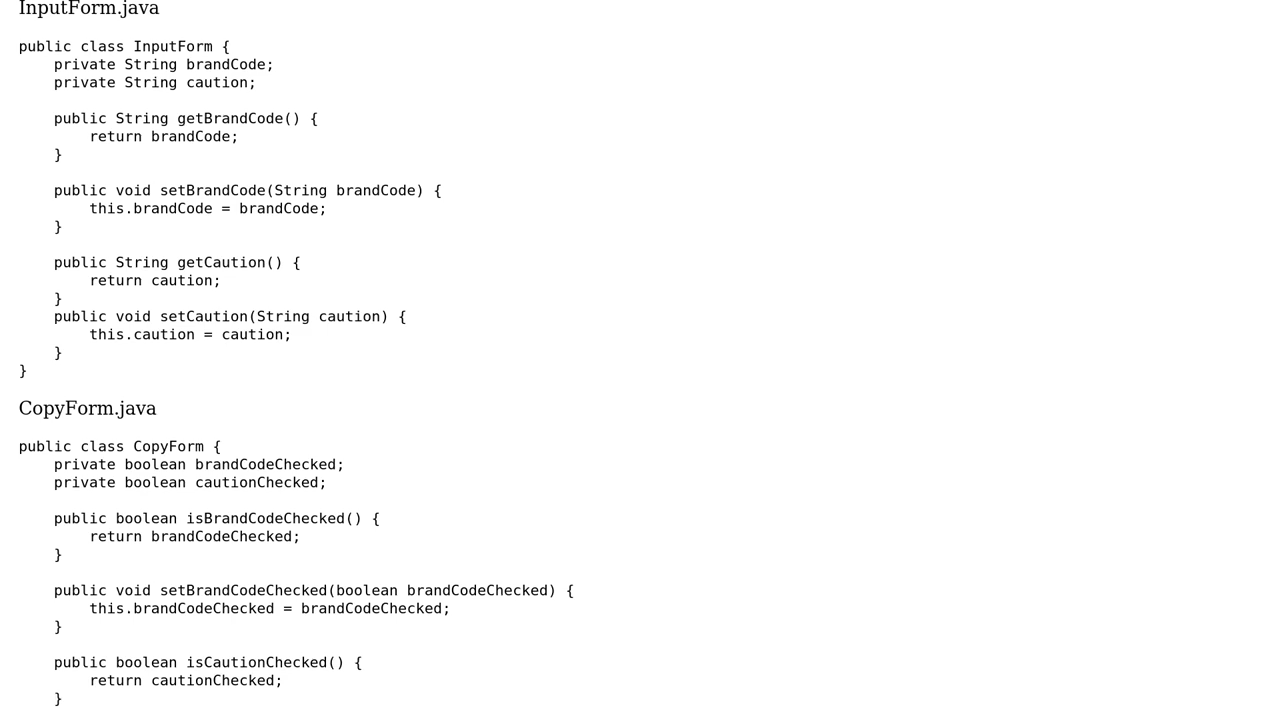 InputForm.java
public class InputForm {
    private String brandCode;
    private String caution;

    public String getBrandCode() {
        return brandCode;
    }

    public void setBrandCode(String brandCode) {
        this.brandCode = brandCode;
    }

    public String getCaution() {
        return caution;
    }
    public void setCaution(String caution) {
        this.caution = caution;
    }
}
CopyForm.java
public class CopyForm {
    private boolean brandCodeChecked;
    private boolean cautionChecked;

    public boolean isBrandCodeChecked() {
        return brandCodeChecked;
    }

    public void setBrandCodeChecked(boolean brandCodeChecked) {
        this.brandCodeChecked = brandCodeChecked;
    }

    public boolean isCautionChecked() {
        return cautionChecked;
    }